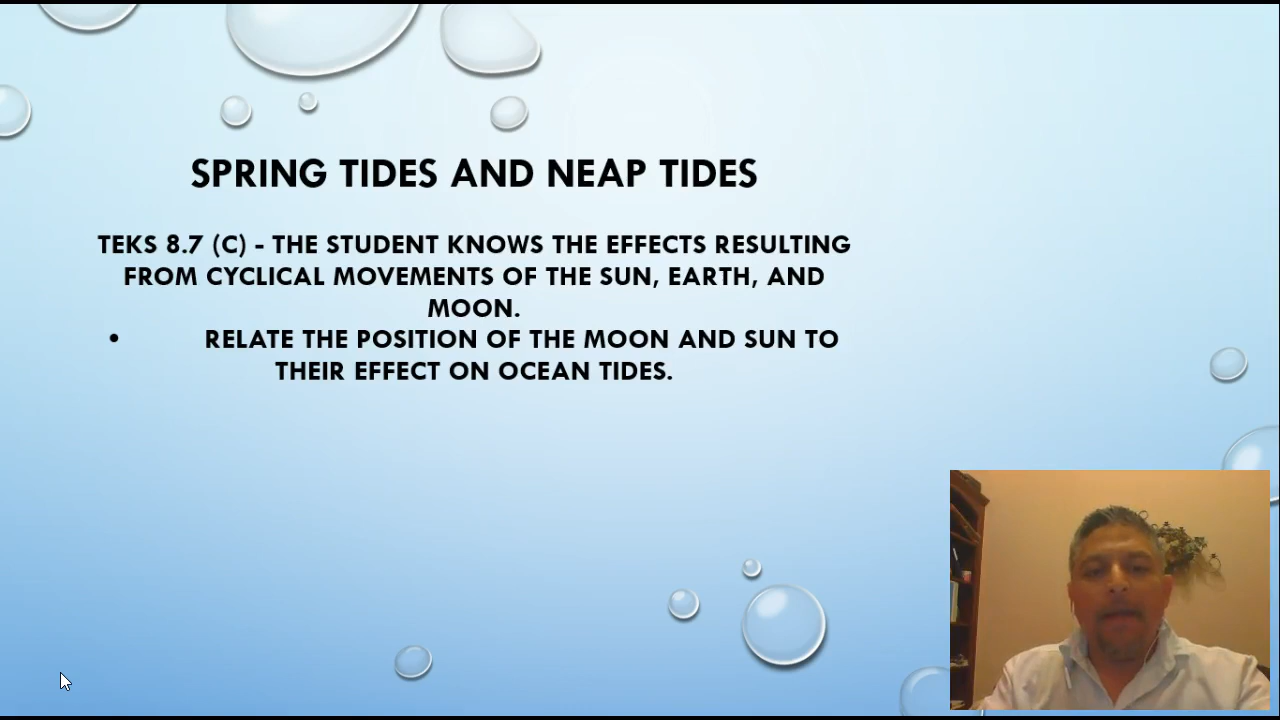 SPRING TIDES AND NEAP TIDES
TEKS 8.7 (C) - THE STUDENT KNOWS THE EFFECTS RESULTING
FROM CYCLICAL MOVEMENTS OF THE SUN, EARTH, AND
MOON.
• RELATE THE POSITION OF THE MOON AND SUN TO
THEIR EFFECT ON OCEAN TIDES.